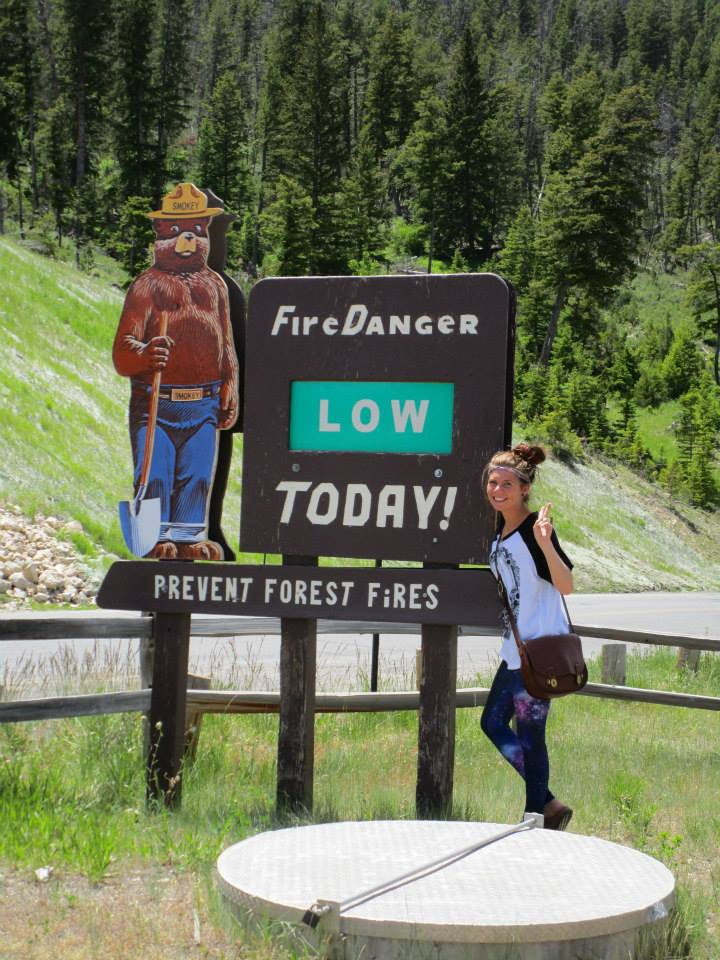 SMOKEY
SMOKEY
FireDanger
LOW
TODAY!
PREVENT FOREST FiRES